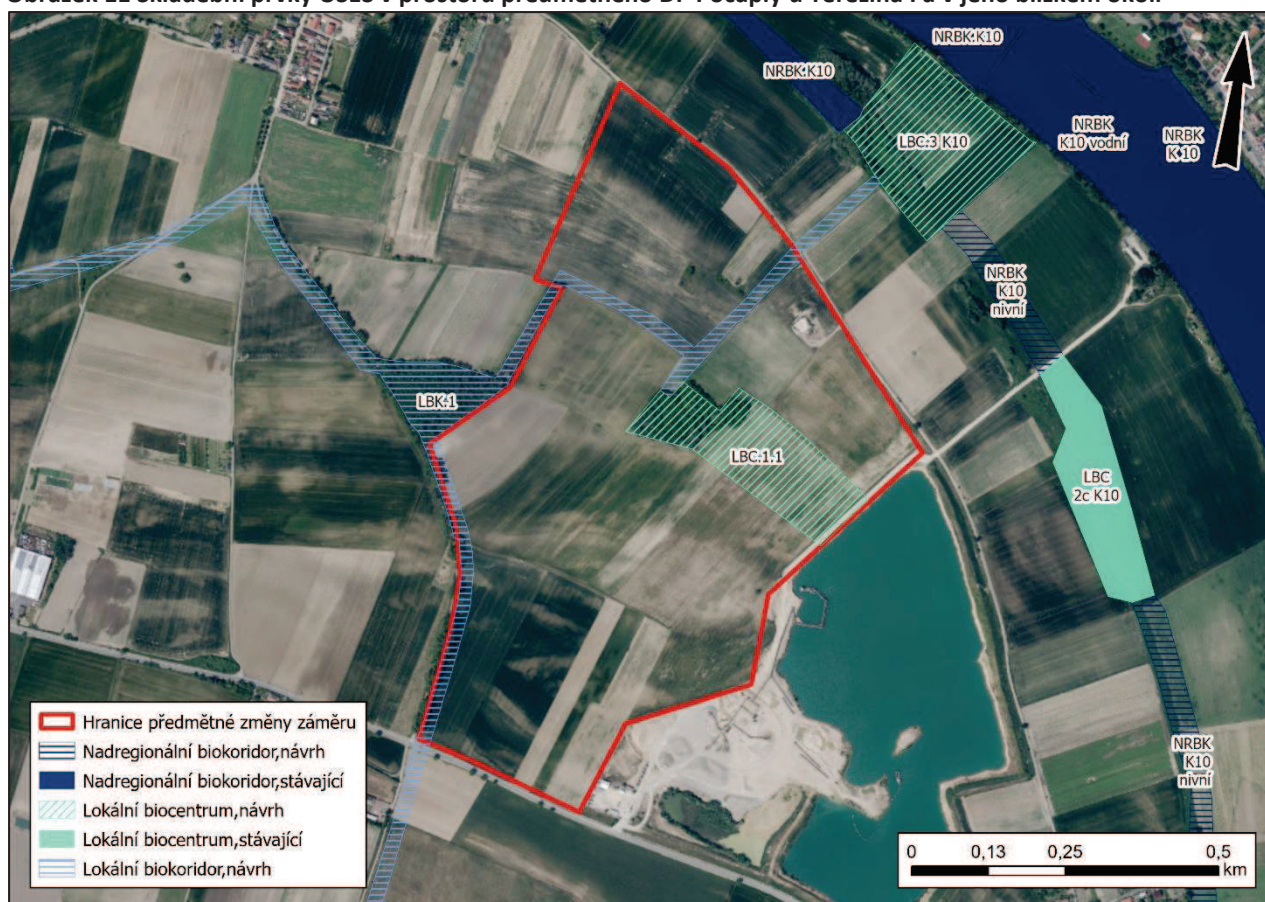 NRBK K10
NRBK K10
LBC 3 K10
NRBK
K10 vodní
NRBK
K 10
NRBK
K10
nivní
LBK 1
LBC 1.1
LBC
2c K10
NRBK
K10
nivní
Hranice předmětné změny záměru
Nadregionální biokoridor,návrh
Nadregionální biokoridor,stávající
Lokální biocentrum,návrh
Lokální biocentrum,stávající
Lokální biokoridor,návrh
0 0,13 0,25 0,5
km